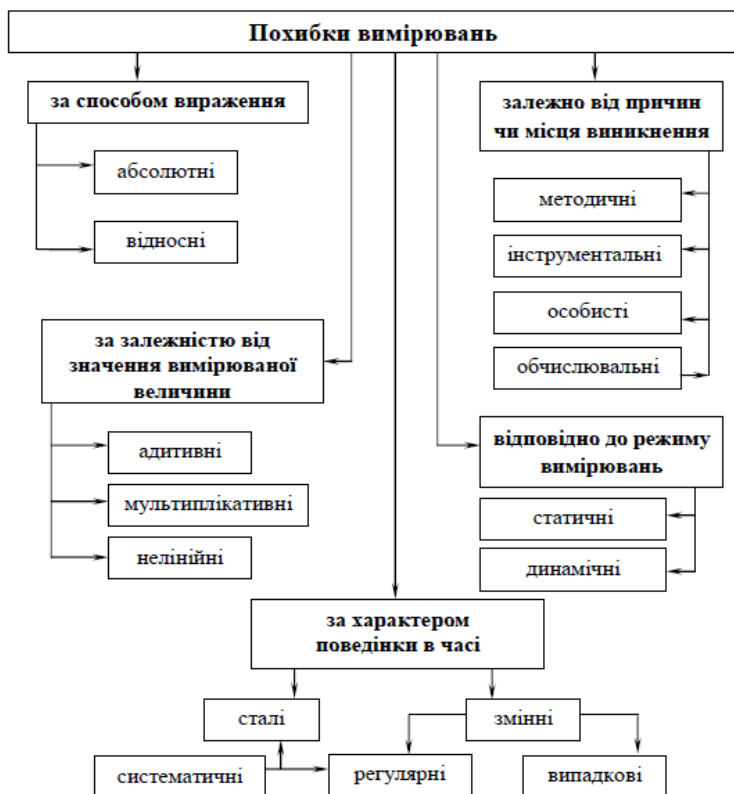 Похибки вимірювань
за способом вираження
абсолютні
відносні
залежно від причин
чи місця виникнення
методичні
інструментальні
особисті
обчислювальні
за залежністю від
значення вимірюваної
величини
адитивні
мультиплікативні
нелінійні
відповідно до режиму
вимірювань
статичні
динамічні
за характером
поведінки в часі
сталі
змінні
систематичні
регулярні
випадкові